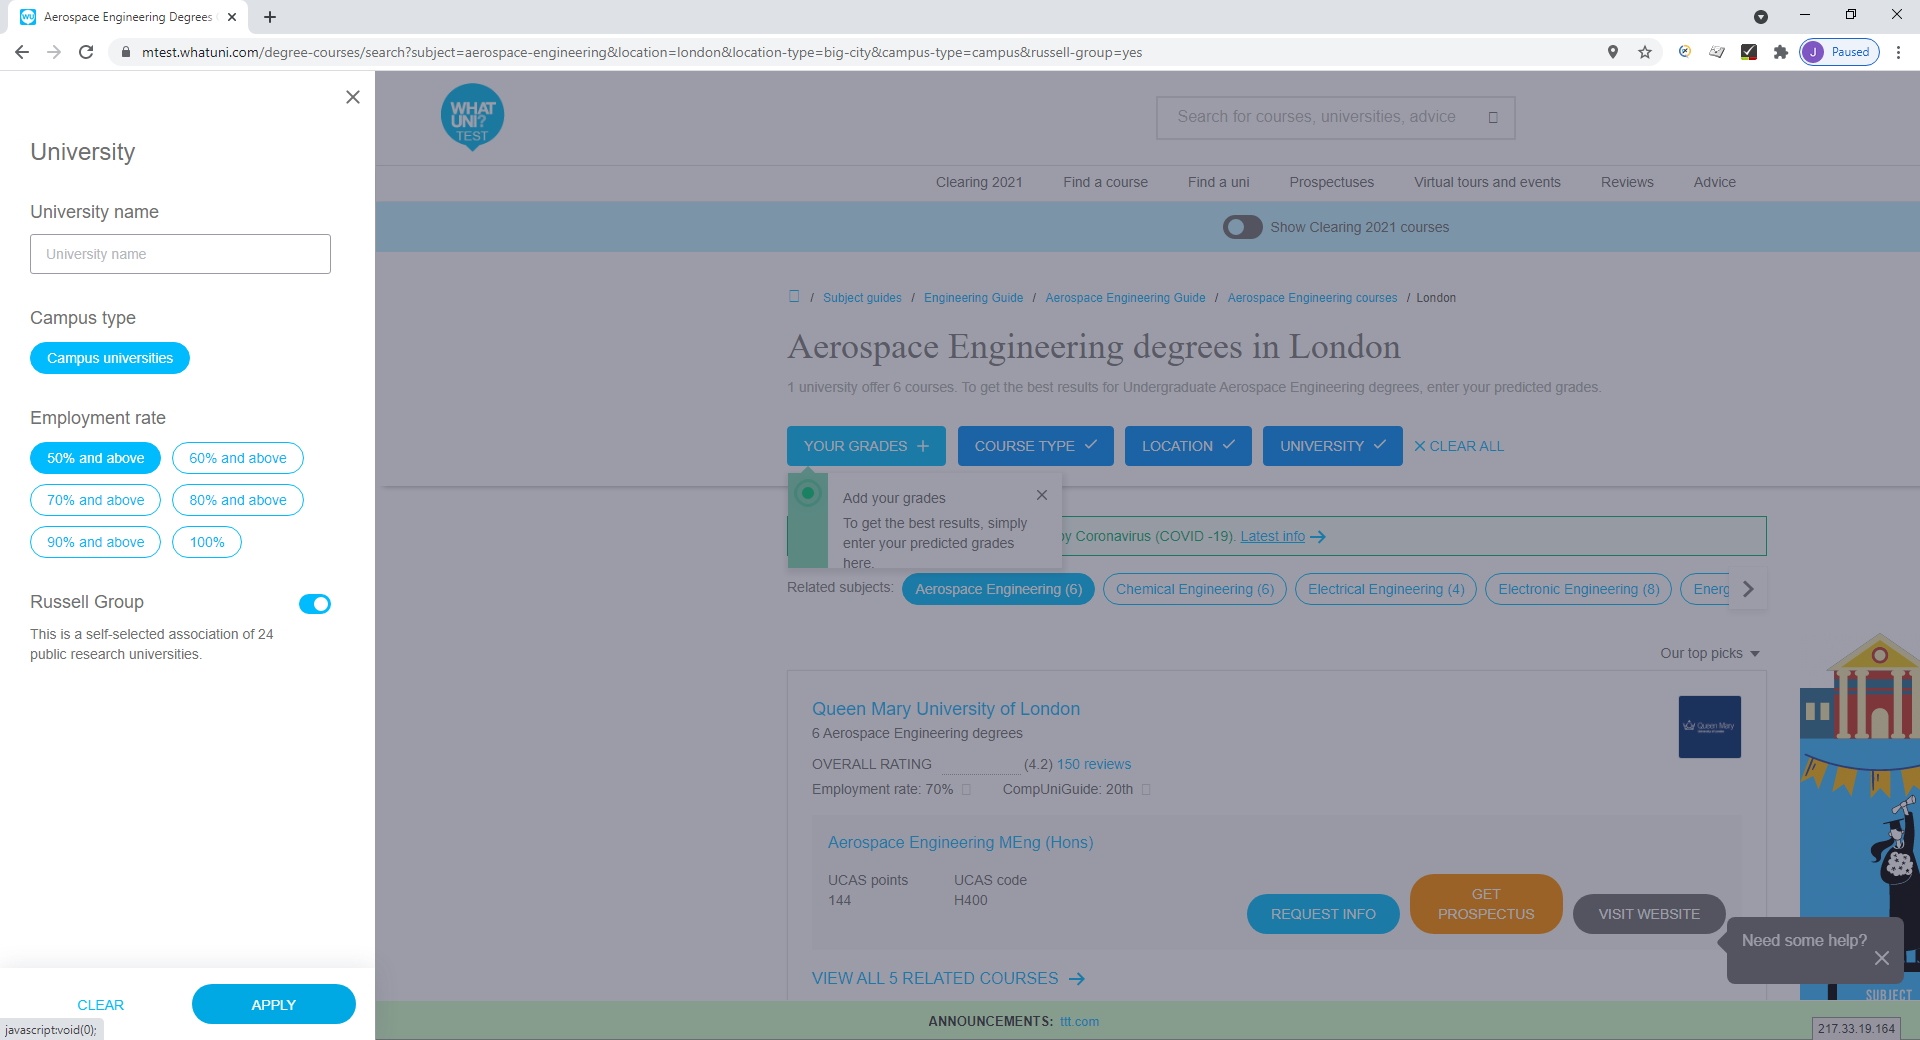 Aerospace Engineering Degrees
mtest.whatuni.com/degree-courses/search?subject=aerospace-engineering&location=london&location-type=big-city&campus-type=campus&russell-group=yes
J Paused
University
University name
University name
Campus type
Campus universities
Employment rate
50% and above
60% and above
70% and above
80% and above
90% and above
100%
Russell Group
This is a self-selected association of 24
public research universities.
CLEAR
APPLY
javascript:void(0);
WHAT
UNI?
TEST
Search for courses, universities, advice
Clearing 2021
Find a course
Find a uni
Prospectuses
Virtual tours and events
Reviews
Advice
Show Clearing 2021 courses
/ Subject guides / Engineering Guide / Aerospace Engineering Guide / Aerospace Engineering courses / London
Aerospace Engineering degrees in London
1 university offer 6 courses. To get the best results for Undergraduate Aerospace Engineering degrees, enter your predicted grades.
YOUR GRADES
COURSE TYPE
LOCATION
UNIVERSITY
CLEAR ALL
Add your grades
To get the best results, simply
enter your predicted grades
here.
by Coronavirus (COVID -19). Latest info
Related subjects:
Aerospace Engineering (6)
Chemical Engineering (6)
Electrical Engineering (4)
Electronic Engineering (8)
Energ
Our top picks
Queen Mary University of London
6 Aerospace Engineering degrees
OVERALL RATING (4.2) 150 reviews
Employment rate: 70%
CompUniGuide: 20th
Queen Mary
Aerospace Engineering MEng (Hons)
UCAS points
144
UCAS code
H400
REQUEST INFO
GET
PROSPECTUS
VISIT WEBSITE
VIEW ALL 5 RELATED COURSES
Need some help?
SUBJECT
ANNOUNCEMENTS: ttt.com
217.33.19.164